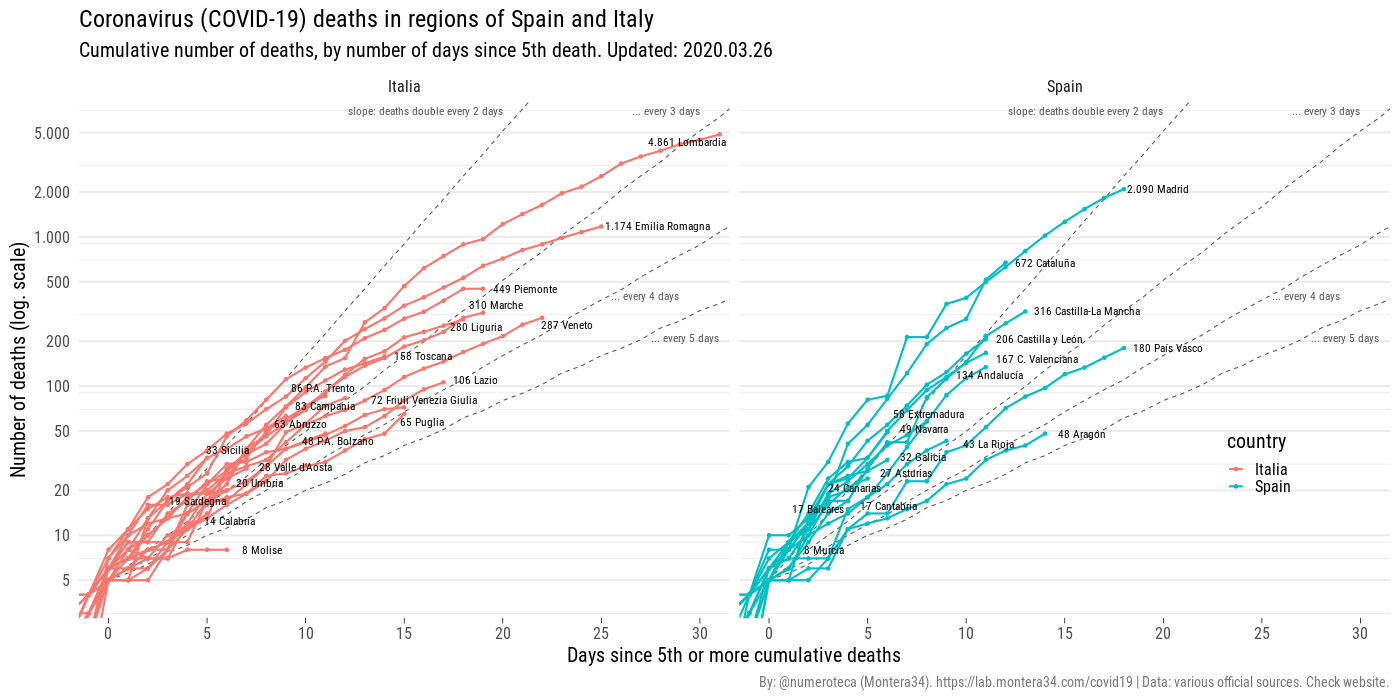 Coronavirus (COVID-19) deaths in regions of Spain and Italy
Cumulative number of deaths, by number of days since 5th death. Updated: 2020.03.26
Italia
Spain
slope: deaths double every 2 days
... every 3 days
slope: deaths double every 2 days
... every 3 days
5.000
4.861 Lombardia
2.000
2.090 Madrid
1.000
1.174 Emilia Romagna
672 Cataluña
500
449 Piemonte
... every 4 days
... every 4 days
310 Marche
316 Castilla-La Mancha
280 Liguria
287 Veneto
200
... every 5 days
206 Castilla y León
180 País Vasco
... every 5 days
158 Toscana
167 C. Valenciana
100
86 P.A. Trento
106 Lazio
134 Andalucía
83 Campania
72 Friuli Venezia Giulia
63 Abruzzo
65 Puglia
58 Extremadura
50
48 P.A. Bolzano
49 Navarra
48 Aragón
33 Sicilia
43 La Rioja
28 Valle d'Aosta
32 Galicia
20
20 Umbria
27 Asturias
19 Sardegna
24 Canarias
14 Calabria
17 Baleares
17 Cantabria
10
8 Molise
8 Murcia
5
Number of deaths (log. scale)
country
Italia
Spain
0 5 10 15 20 25 30
0 5 10 15 20 25 30
Days since 5th or more cumulative deaths
By: @numeroteca (Montera34). https://lab.montera34.com/covid19 | Data: various official sources. Check website.